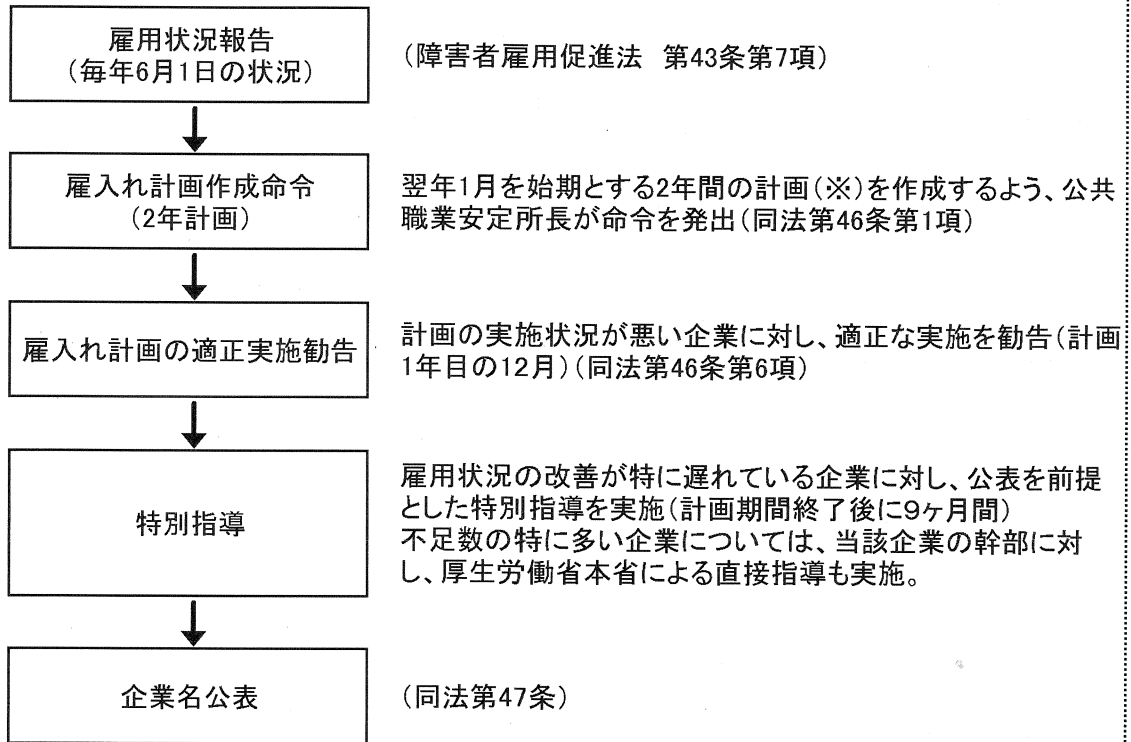 雇用状況報告
(毎年6月1日の状況)
(障害者雇用促進法 第43条第7項)
雇入れ計画作成命令
(2年計画)
翌年1月を始期とする2年間の計画(※)を作成するよう、公共
職業安定所長が命令を発出(同法第46条第1項)
雇入れ計画の適正実施勧告
計画の実施状況が悪い企業に対し、適正な実施を勧告(計画
1年目の12月)(同法第46条第6項)
特別指導
雇用状況の改善が特に遅れている企業に対し、公表を前提
とした特別指導を実施(計画期間終了後に9ヶ月間)
不足数の特に多い企業については、当該企業の幹部に対
し、厚生労働省本省による直接指導も実施。
企業名公表
(同法第47条)